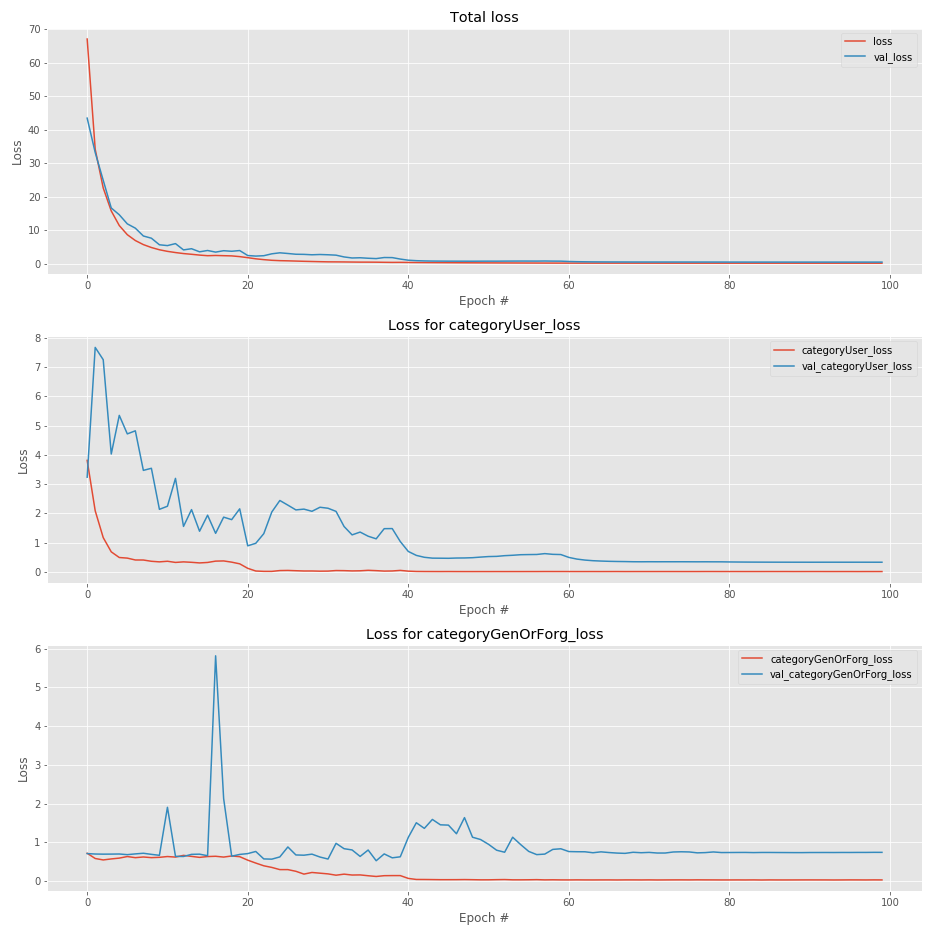 Total loss
70
60
50
40
30
20
10
0
Loss
loss
val_loss
0 20 40 60 80 100
Epoch #
Loss for categoryUser_loss
8
7
6
5
4
3
2
1
0
Loss
categoryUser_loss
val_categoryUser_loss
0 20 40 60 80 100
Epoch #
Loss for categoryGenOrForg_loss
6
5
4
3
2
1
0
Loss
categoryGenOrForg_loss
val_categoryGenOrForg_loss
0 20 40 60 80 100
Epoch #